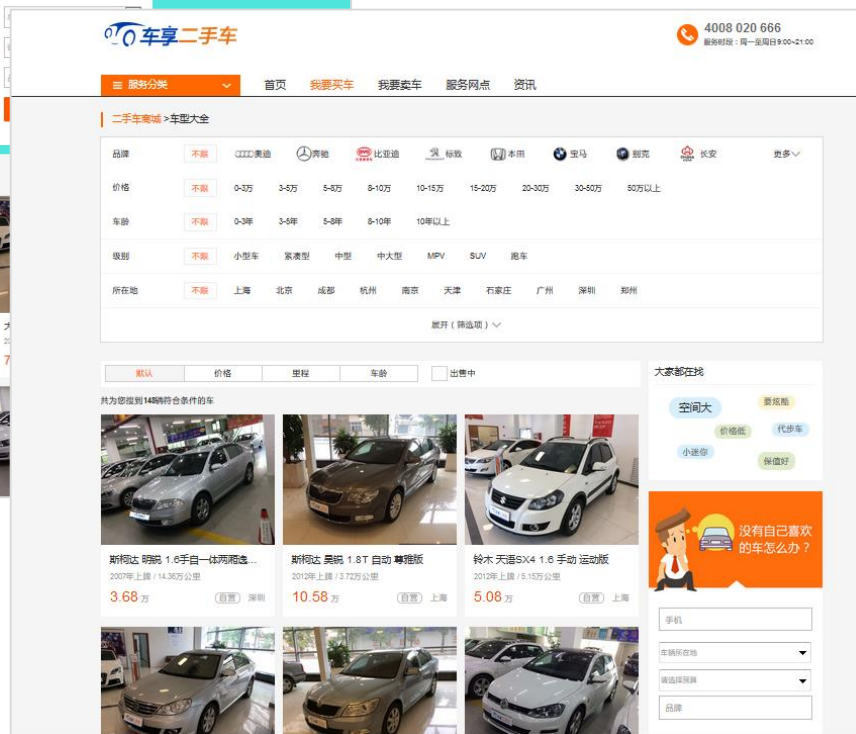 车享二手车
4008 020 666
服务时段：周一至周日9:00~21:00
服务分类 首页 我要买车 我要卖车 服务网点 资讯
二手车商城 >车型大全
品牌 不限 奥迪 奔驰 比亚迪 标致 本田 宝马 别克 长安 更多
价格 不限 0-3万 3-5万 5-8万 8-10万 10-15万 15-20万 20-30万 30-50万 50万以上
车龄 不限 0-3年 3-5年 5-8年 8-10年 10年以上
级别 不限 小型车 紧凑型 中型 中大型 MPV SUV 跑车
所在地 不限 上海 北京 成都 杭州 南京 天津 石家庄 广州 深圳 郑州
展开 ( 筛选项 )
默认 价格 里程 车龄 出售中
共为您搜到148辆符合条件的车
斯柯达 明锐 1.6手自一体两厢逸...
2007年上牌 / 14.36万公里
3.68 万 自营 深圳
斯柯达 昊锐 1.8T 自动 尊雅版
2012年上牌 / 3.72万公里
10.58 万 自营 上海
铃木 天语SX4 1.6 手动 运动版
2012年上牌 / 5.15万公里
5.08 万 自营 上海
大家都在找
空间大
要炫酷
价格低
代步车
小迷你
保值好
没有自己喜欢
的车怎么办？
手机
车辆所在地
请选择预算
品牌